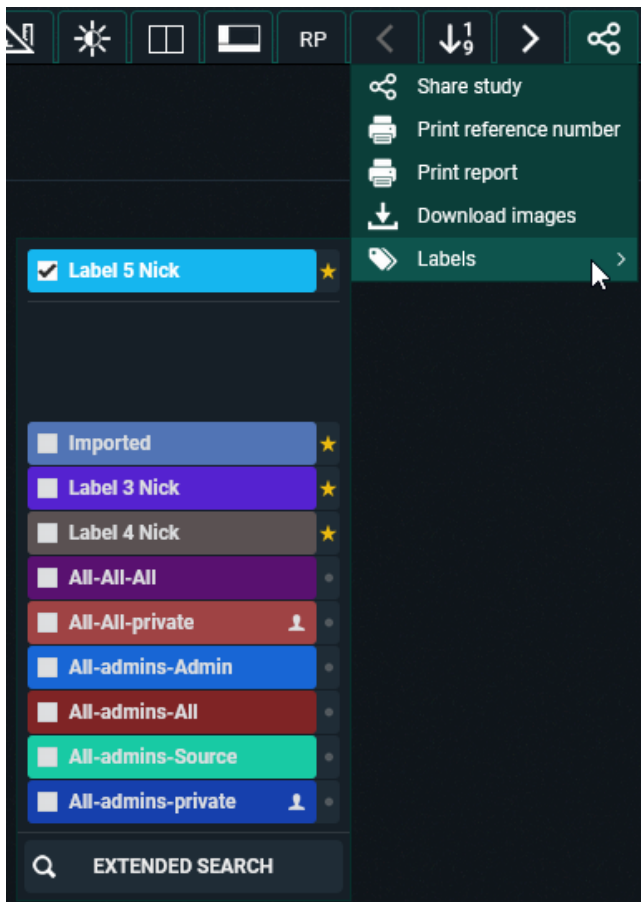 RP
1
9
Share study
Print reference number
Print report
Download images
Labels
Label 5 Nick
Imported
Label 3 Nick
Label 4 Nick
All-All-All
All-All-private
All-admins-Admin
All-admins-All
All-admins-Source
All-admins-private
EXTENDED SEARCH